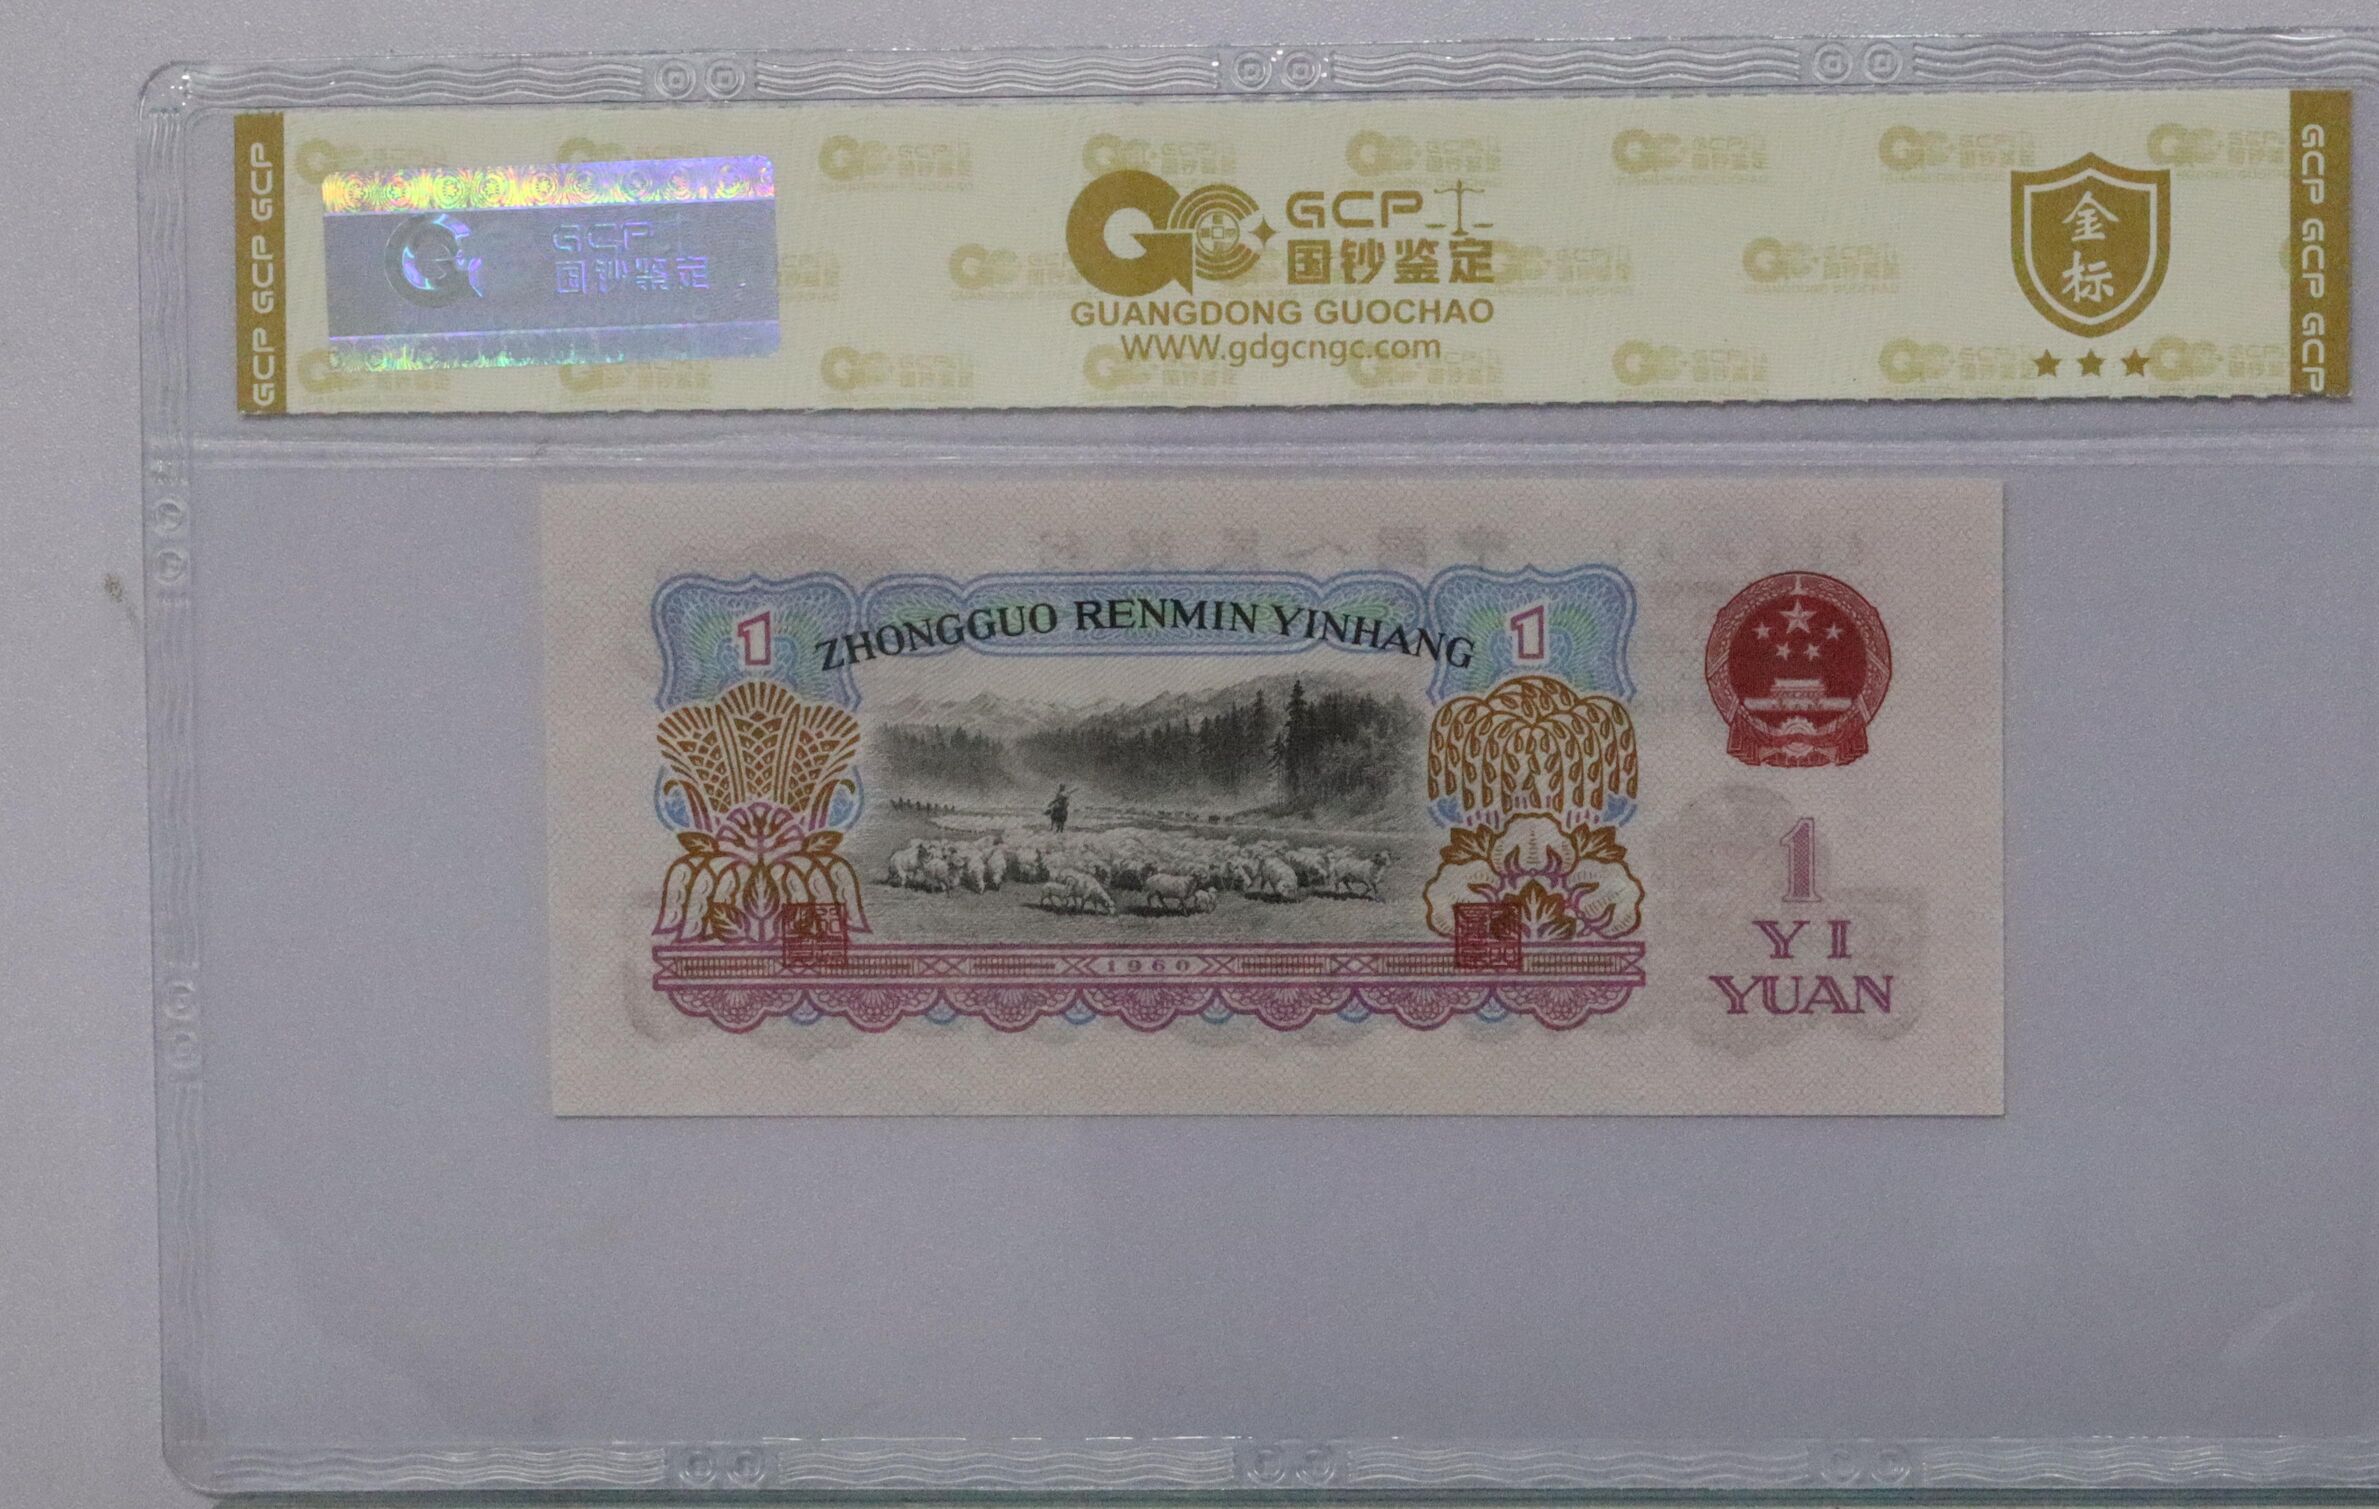 GCP GCP GCP
GCP
国钞鉴定
GCP
国钞鉴定
GUANGDONG GUOCHAO
WWW.gdgcngc.com
金
标
GCP GCP GCP
ZHONGGUO RENMIN YINHANG
1
1
1
YI
YUAN
1960